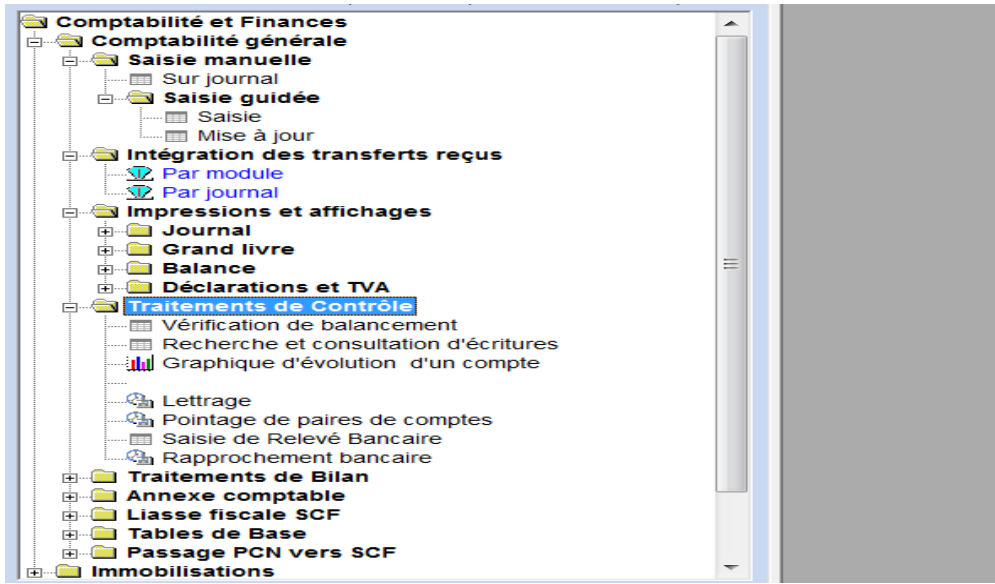 Comptabilité et Finances
Comptabilité générale
Saisie manuelle
Sur journal
Saisie guidée
Saisie
Mise à jour
Intégration des transferts reçus
Par module
Par journal
Impressions et affichages
Journal
Grand livre
Balance
Déclarations et TVA
Traitements de Contrôle
Vérification de balancement
Recherche et consultation d'écritures
Graphique d'évolution d'un compte
Lettrage
Pointage de paires de comptes
Saisie de Relevé Bancaire
Rapprochement bancaire
Traitements de Bilan
Annexe comptable
Liasse fiscale SCF
Tables de Base
Passage PCN vers SCF
Immobilisations